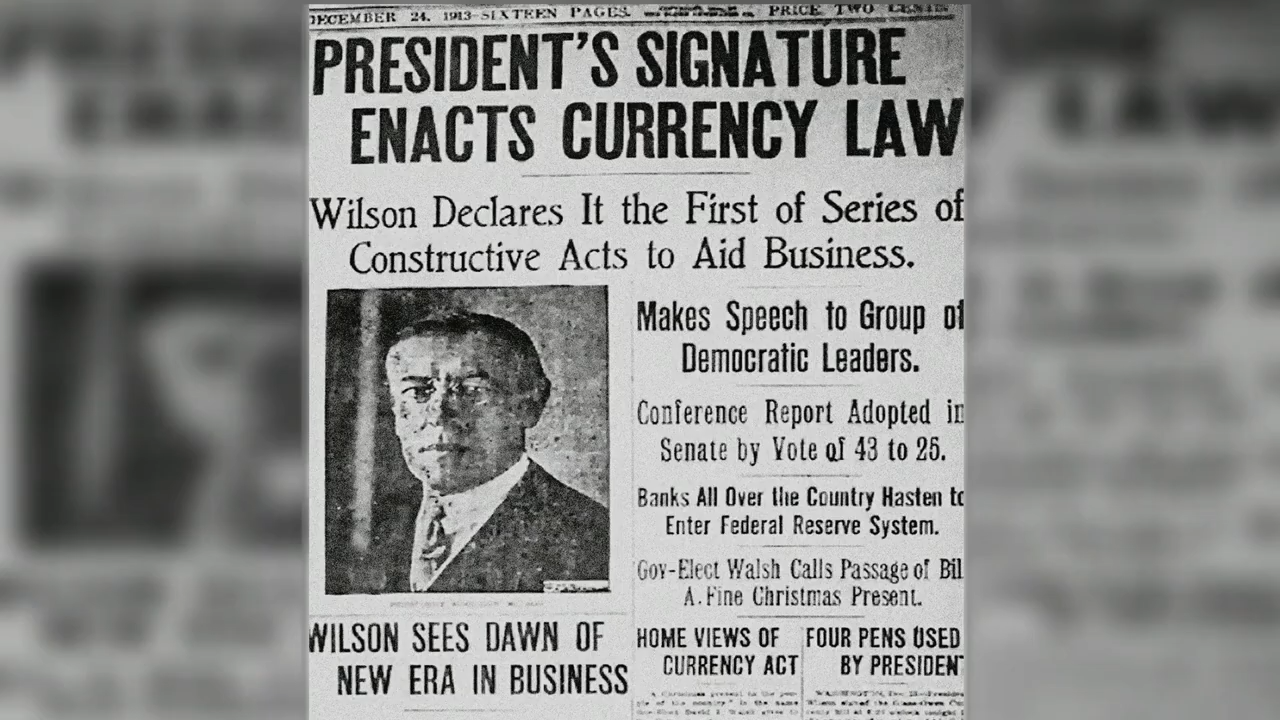 DECEMBER 24, 1913—SIXTEEN PAGES. PRICE TWO CENTS
PRESIDENT'S SIGNATURE
ENACTS CURRENCY LAW
Wilson Declares It the First of Series of
Constructive Acts to Aid Business.
Makes Speech to Group of
Democratic Leaders.
Conference Report Adopted in
Senate by Vote of 43 to 25.
Banks All Over the Country Hasten to
Enter Federal Reserve System.
Gov-Elect Walsh Calls Passage of Bil
A Fine Christmas Present.
WILSON SEES DAWN OF
NEW ERA IN BUSINESS
HOME VIEWS OF
CURRENCY ACT
FOUR PENS USED
BY PRESIDENT